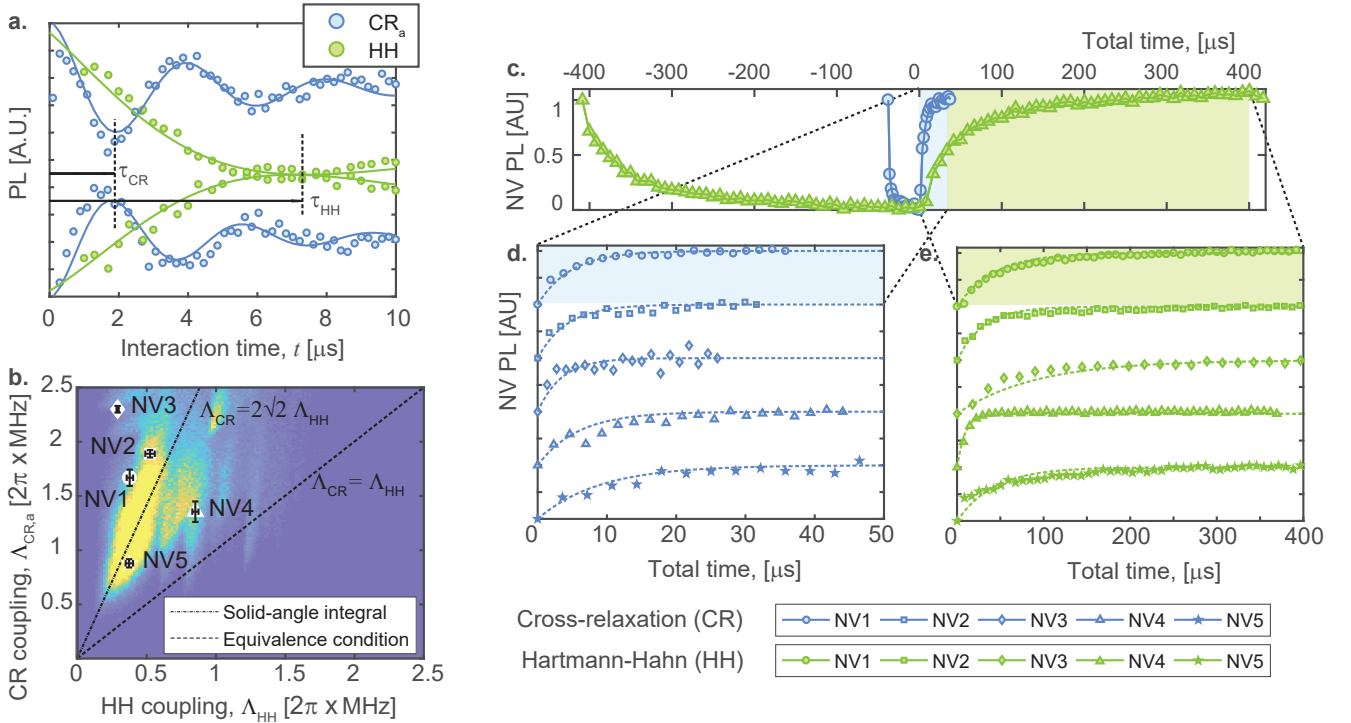 a.
CR_a
HH
PL [A.U.]
τ_CR
τ_HH
0 2 4 6 8 10
Interaction time, t [μs]
b.
2.5
2
1.5
1
0.5
CR coupling, Λ_CR,a [2π x MHz]
NV3
Λ_CR=2√2 Λ_HH
NV2
NV1
Λ_CR= Λ_HH
NV4
NV5
Solid-angle integral
Equivalence condition
0 0.5 1 1.5 2 2.5
HH coupling, Λ_HH [2π x MHz]
Total time, [μs]
c.
-400 -300 -200 -100 0 100 200 300 400
NV PL [AU]
1
0.5
0
d.
NV PL [AU]
0 10 20 30 40 50
Total time, [μs]
e.
0 100 200 300 400
Total time, [μs]
Cross-relaxation (CR)
NV1 NV2 NV3 NV4 NV5
Hartmann-Hahn (HH)
NV1 NV2 NV3 NV4 NV5